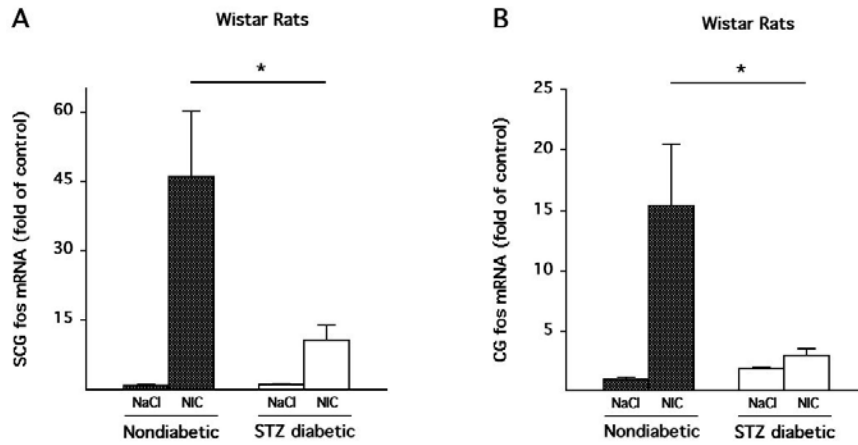 A
Wistar Rats
*
SCG fos mRNA (fold of control)
60
45
30
15
NaCl NIC NaCl NIC
Nondiabetic STZ diabetic
B
Wistar Rats
*
CG fos mRNA (fold of control)
25
20
15
10
5
NaCl NIC NaCl NIC
Nondiabetic STZ diabetic